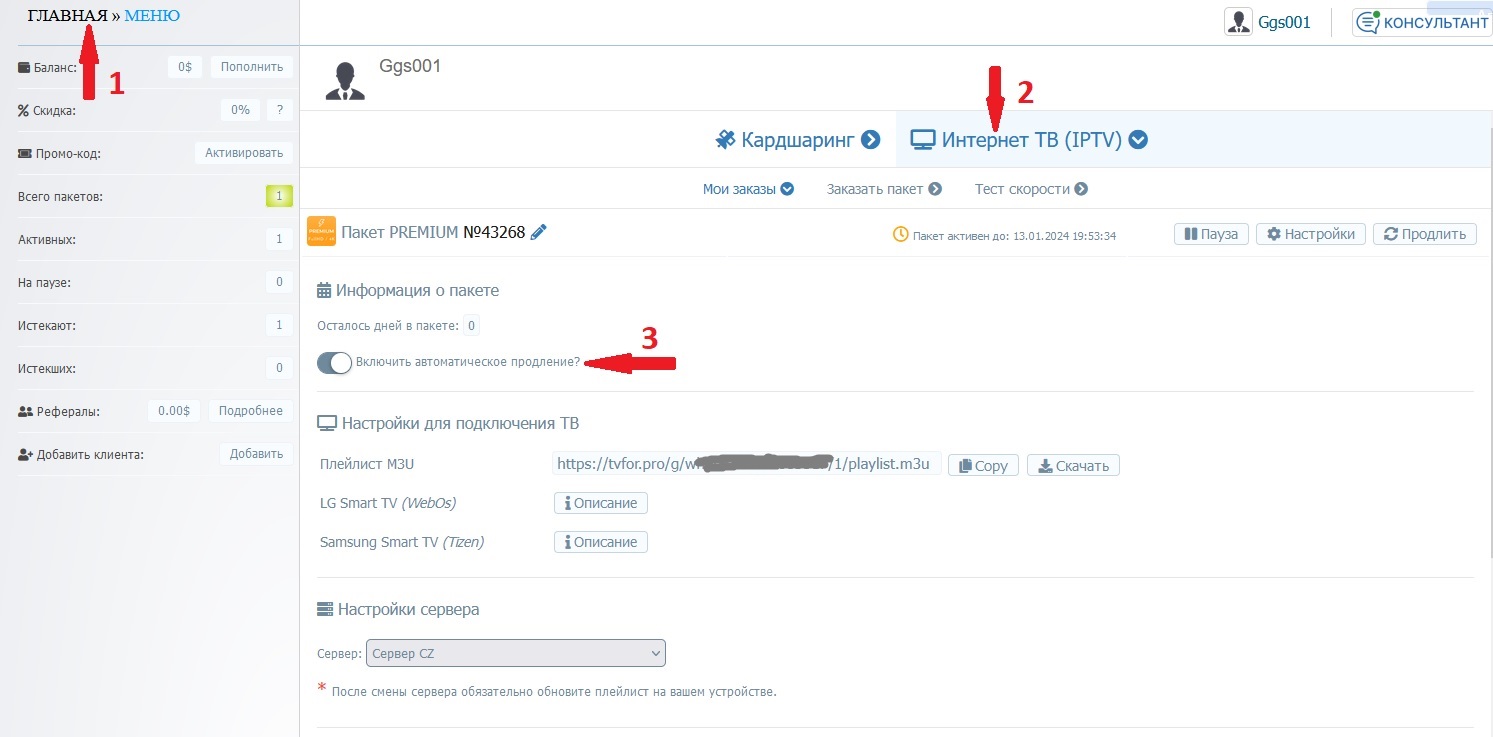 ГЛАВНАЯ » МЕНЮ
Ggs001
КОНСУЛЬТАНТ
1
Баланс: 0$ Пополнить
Скидка: 0% ?
Промо-код: Активировать
Всего пакетов: 1
Активных: 1
На паузе: 0
Истекают: 1
Истекших: 0
Рефералы: 0.00$ Подробнее
Добавить клиента: Добавить
Ggs001
2
Кардшаринг Интернет ТВ (IPTV)
Мои заказы Заказать пакет Тест скорости
PREMIUM
Пакет PREMIUM №43268 Пакет активен до: 13.01.2024 19:53:34 Пауза Настройки Продлить
Информация о пакете
Осталось дней в пакете: 0
3
Включить автоматическое продление?
Настройки для подключения ТВ
Плейлист M3U https://tvfor.pro/g/w /1/playlist.m3u Copy Скачать
LG Smart TV (WebOs) Описание
Samsung Smart TV (Tizen) Описание
Настройки сервера
Сервер: Сервер CZ
* После смены сервера обязательно обновите плейлист на вашем устройстве.